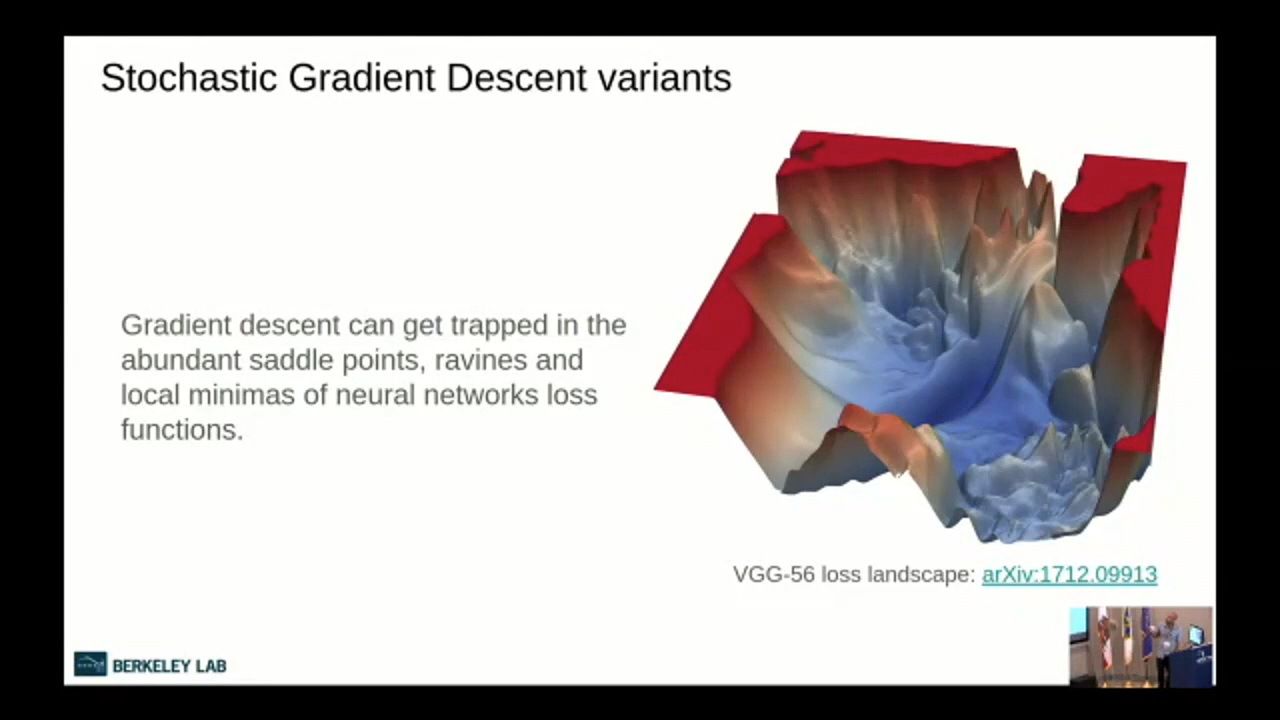 Stochastic Gradient Descent variants
Gradient descent can get trapped in the
abundant saddle points, ravines and
local minimas of neural networks loss
functions.
VGG-56 loss landscape: arXiv:1712.09913
BERKELEY LAB